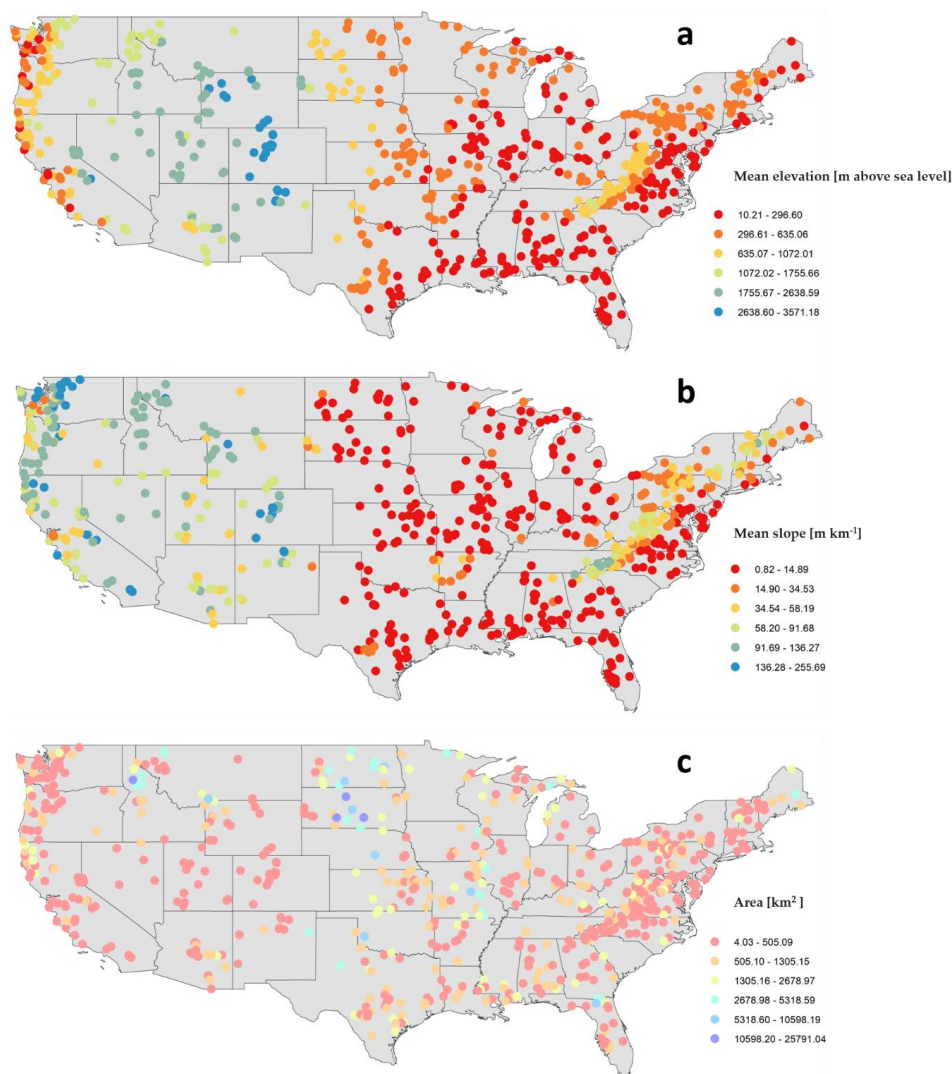 a
Mean elevation [m above sea level]
10.21 - 296.60
296.61 - 635.06
635.07 - 1072.01
1072.02 - 1755.66
1755.67 - 2638.59
2638.60 - 3571.18
b
Mean slope [m km⁻¹]
0.82 - 14.89
14.90 - 34.53
34.54 - 58.19
58.20 - 91.68
91.69 - 136.27
136.28 - 255.69
c
Area [km² ]
4.03 - 505.09
505.10 - 1305.15
1305.16 - 2678.97
2678.98 - 5318.59
5318.60 - 10598.19
10598.20 - 25791.04